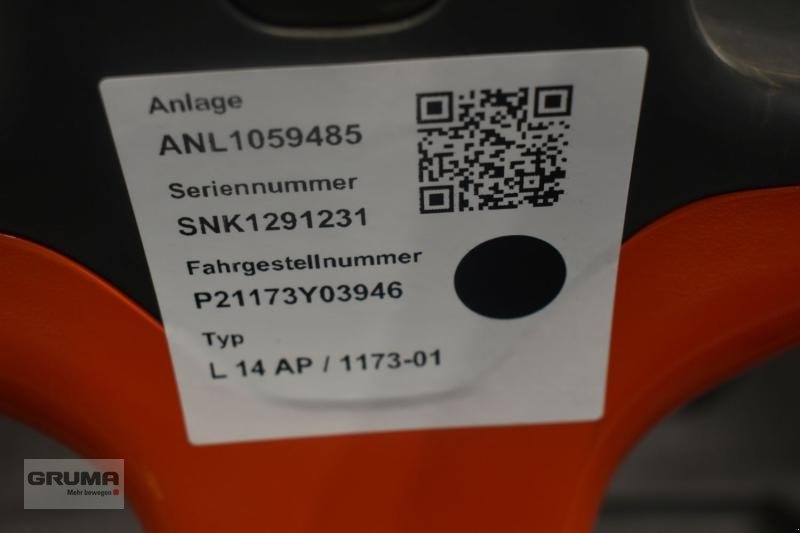 Anlage
ANL1059485
Seriennummer
SNK1291231
Fahrgestellnummer
P21173Y03946
Typ
L 14 AP / 1173-01
GRUMA
Mehr bewegen